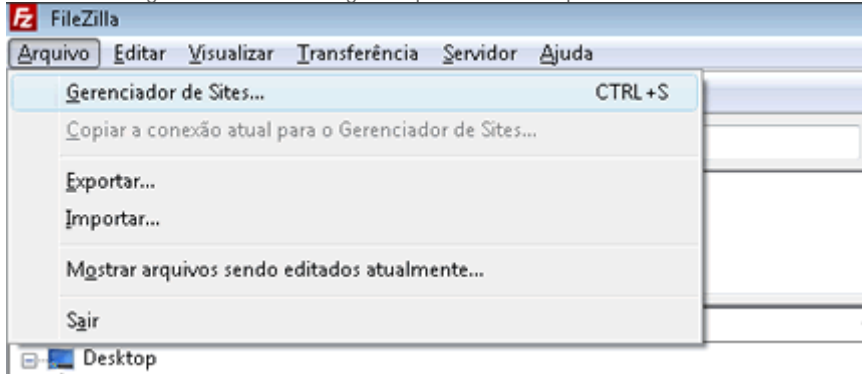 FileZilla
Arquivo Editar Visualizar Transferência Servidor Ajuda
Gerenciador de Sites... CTRL+S
Copiar a conexão atual para o Gerenciador de Sites...
Exportar...
Importar...
Mostrar arquivos sendo editados atualmente...
Sair
Desktop